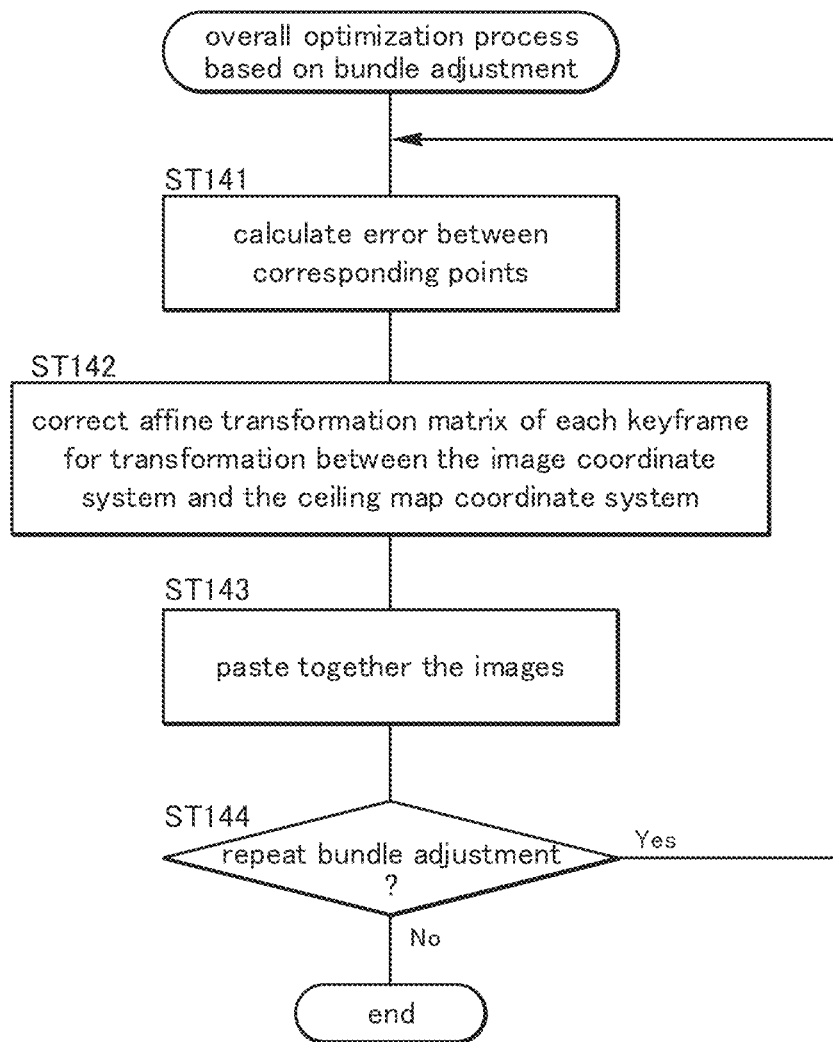 overall optimization process
based on bundle adjustment
ST141
calculate error between
corresponding points
ST142
correct affine transformation matrix of each keyframe
for transformation between the image coordinate
system and the ceiling map coordinate system
ST143
paste together the images
ST144
repeat bundle adjustment
?
Yes
No
end